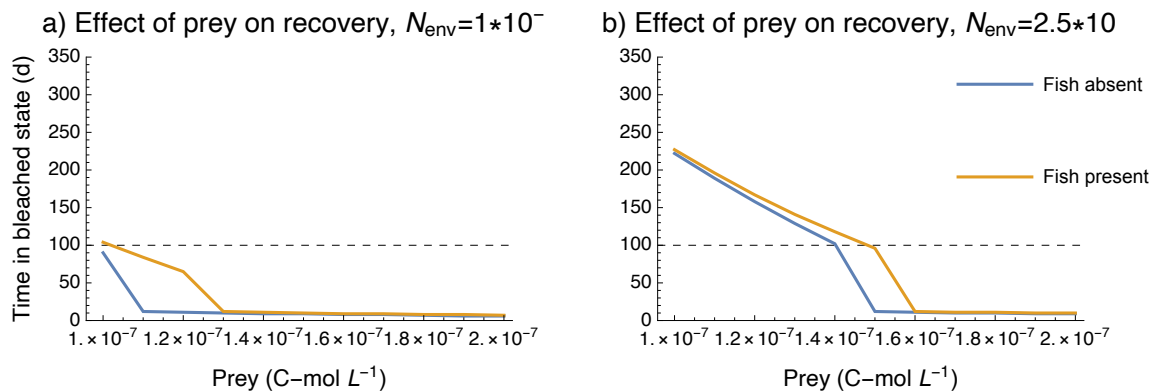 a) Effect of prey on recovery, Nenv=1*10⁻
b) Effect of prey on recovery, Nenv=2.5*10
Time in bleached state (d)
350
300
250
200
150
100
50
0
1.×10⁻⁷ 1.2×10⁻⁷ 1.4×10⁻⁷ 1.6×10⁻⁷ 1.8×10⁻⁷ 2.×10⁻⁷
Prey (C-mol L⁻¹)
350
300
250
200
150
100
50
0
1.×10⁻⁷ 1.2×10⁻⁷ 1.4×10⁻⁷ 1.6×10⁻⁷ 1.8×10⁻⁷ 2.×10⁻⁷
Prey (C-mol L⁻¹)
Fish absent
Fish present